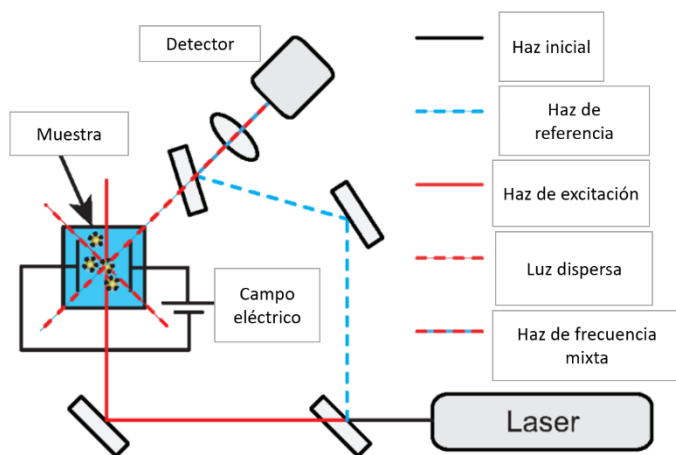 Detector
Muestra
Campo
eléctrico
Haz inicial
Haz de
referencia
Haz de excitación
Luz dispersa
Haz de frecuencia
mixta
Laser